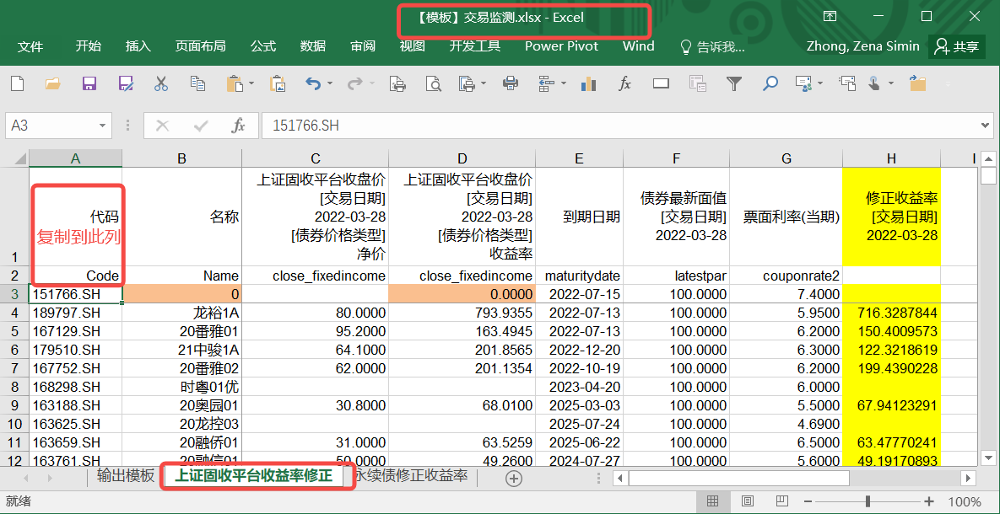 【模板】交易监测.xlsx - Excel
文件 开始 插入 页面布局 公式 数据 审阅 视图 开发工具 Power Pivot Wind 告诉我... Zhong, Zena Simin 共享
A3 fx 151766.SH
A B C D E F G H I
1 代码 名称 上证固收平台收盘价 [交易日期] 2022-03-28 [债券价格类型] 净价 上证固收平台收盘价 [交易日期] 2022-03-28 [债券价格类型] 收益率 到期日期 债券最新面值 [交易日期] 2022-03-28 票面利率(当期) 修正收益率 [交易日期] 2022-03-28
复制到此列
2 Code Name close_fixedincome close_fixedincome maturitydate latestpar couponrate2
3 151766.SH 0 0.0000 2022-07-15 100.0000 7.4000
4 189797.SH 龙裕1A 80.0000 793.9355 2022-07-13 100.0000 5.9500 716.3287844
5 167129.SH 20番雅01 95.2000 163.4945 2022-07-13 100.0000 6.2000 150.4009573
6 179510.SH 21中骏1A 64.1000 201.8565 2022-12-20 100.0000 6.3000 122.3218619
7 167752.SH 20番雅02 62.0000 201.1354 2022-10-19 100.0000 6.2000 199.4390228
8 168298.SH 时粤01优 2023-04-20 100.0000 6.0000
9 163188.SH 20奥园01 30.8000 68.0100 2025-03-03 100.0000 5.5000 67.94123291
10 163625.SH 20龙控03 2025-07-24 100.0000 4.6900
11 163659.SH 20融侨01 31.0000 63.5259 2025-06-22 100.0000 6.5000 63.47770241
12 163761.SH 20融信01 50.0000 49.2600 2024-07-27 100.0000 5.6000 49.19170893
输出模板 上证固收平台收益率修正 永续债修正收益率
就绪 100%